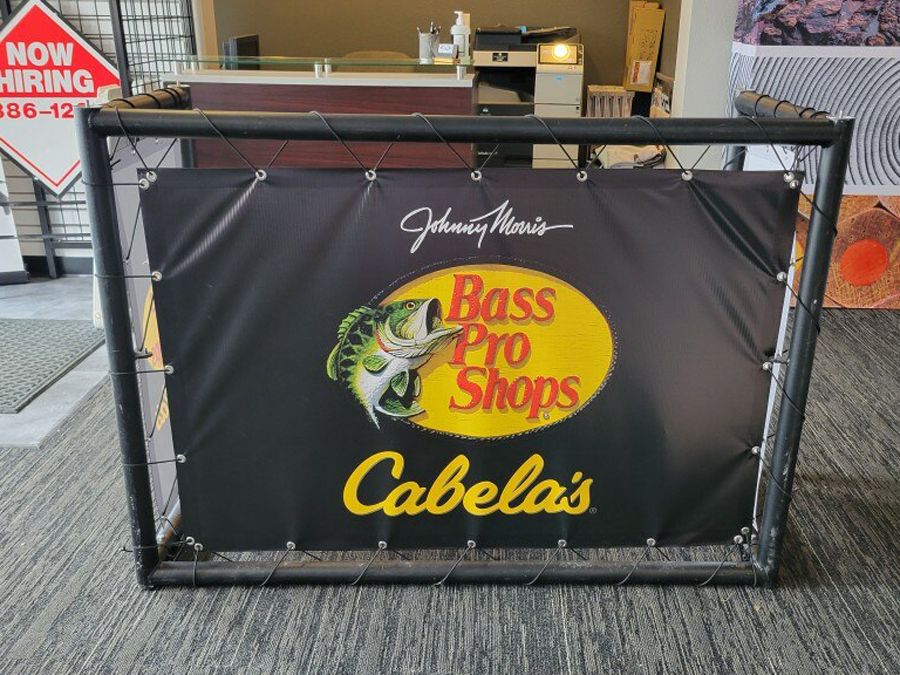 NOW
HIRING
Johnny Morris
Bass
Pro
Shops
Cabela's
®